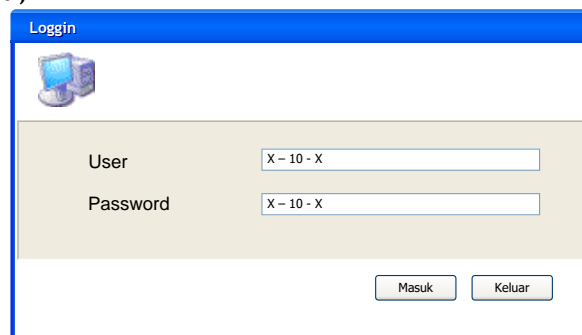 Loggin
User X – 10 - X
Password X – 10 - X
Masuk Keluar